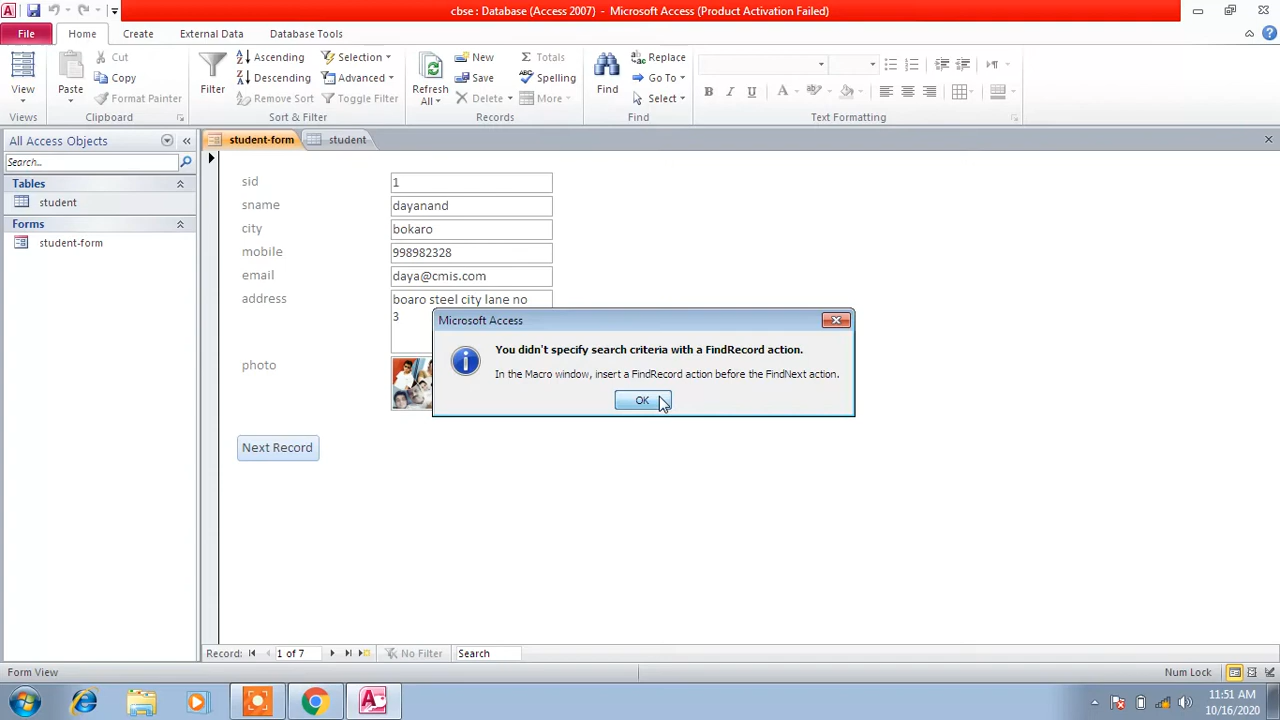 cbse : Database (Access 2007) - Microsoft Access (Product Activation Failed)
File Home Create External Data Database Tools
View
Views
Paste
Cut
Copy
Format Painter
Clipboard
Filter
Ascending
Descending
Remove Sort
Selection
Advanced
Toggle Filter
Sort & Filter
Refresh
All
New
Save
Delete
Totals
Spelling
More
Records
Find
Replace
Go To
Select
Find
Text Formatting
All Access Objects
Search..
Tables
student
Forms
student-form
student-form student
sid 1
sname dayanand
city bokaro
mobile 998982328
email daya@cmis.com
address boaro steel city lane no
3
photo
Microsoft Access
You didn't specify search criteria with a FindRecord action.
In the Macro window, insert a FindRecord action before the FindNext action.
OK
Next Record
Record: 1 of 7 No Filter Search
Form View Num Lock
11:51 AM
10/16/2020